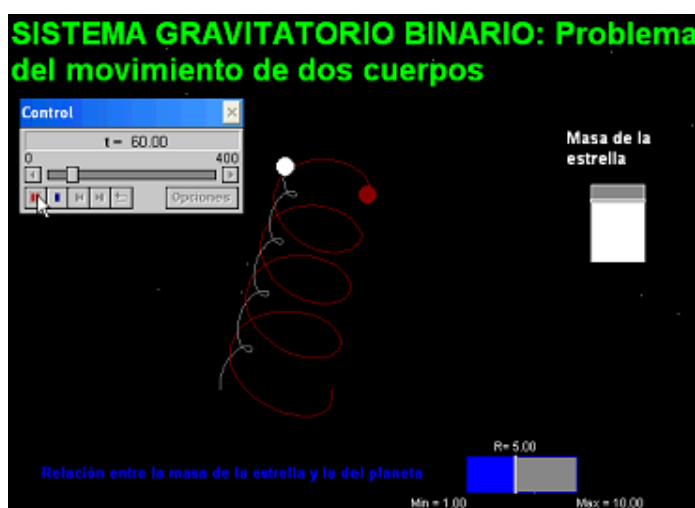 SISTEMA GRAVITATORIO BINARIO: Problema
del movimiento de dos cuerpos
Control
t = 60.00
0 400
Opciones
Masa de la
estrella
R= 5.00
Relación entre la masa de la estrella y la del planeta
Min = 1.00 Max = 10.00